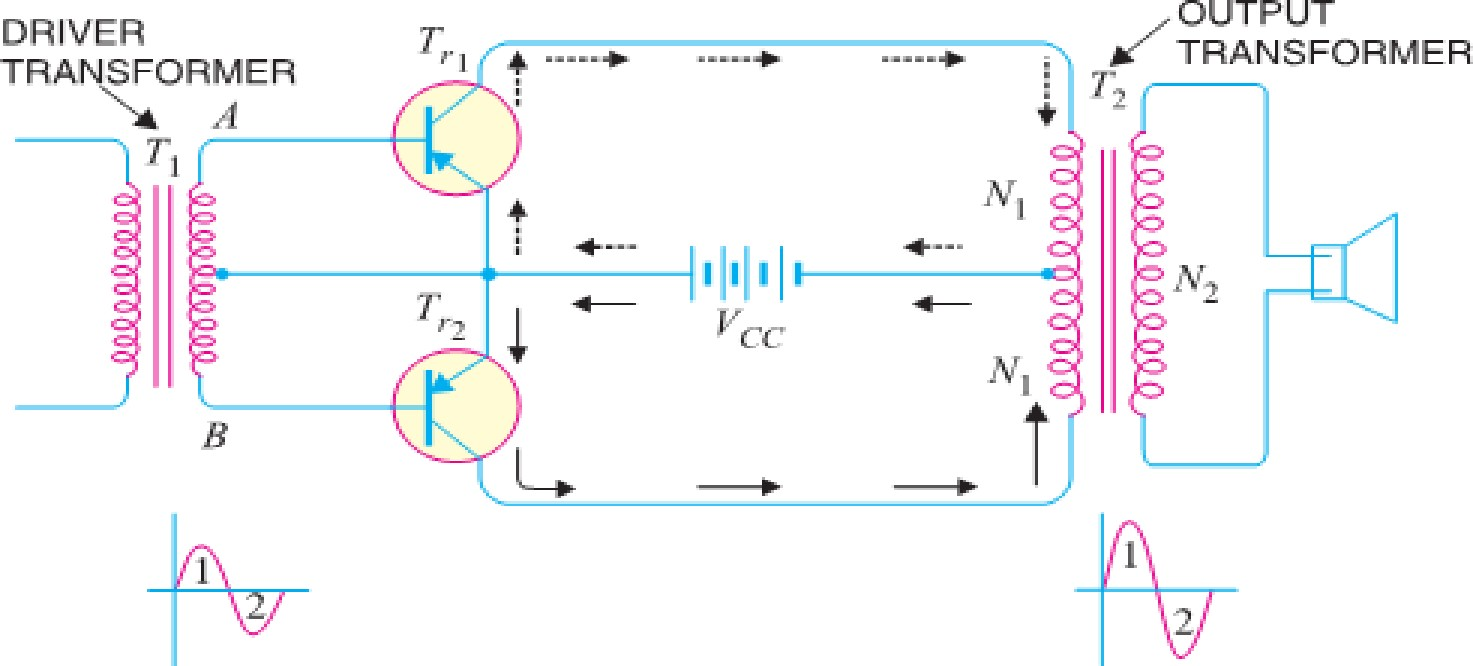 DRIVER
TRANSFORMER
OUTPUT
TRANSFORMER
Tr1
T1
A
T2
N1
N2
VCC
Tr2
N1
B
1
2
1
2